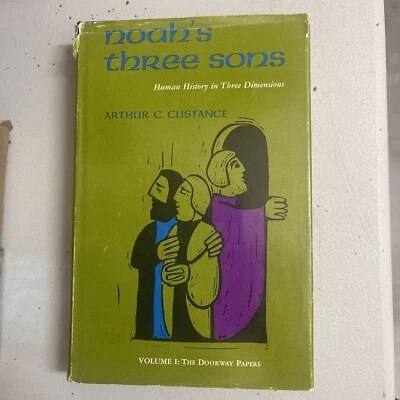 noah's
three sons
Human History in Three Dimensions
ARTHUR C. CUSTANCE
VOLUME I: THE DOORWAY PAPERS